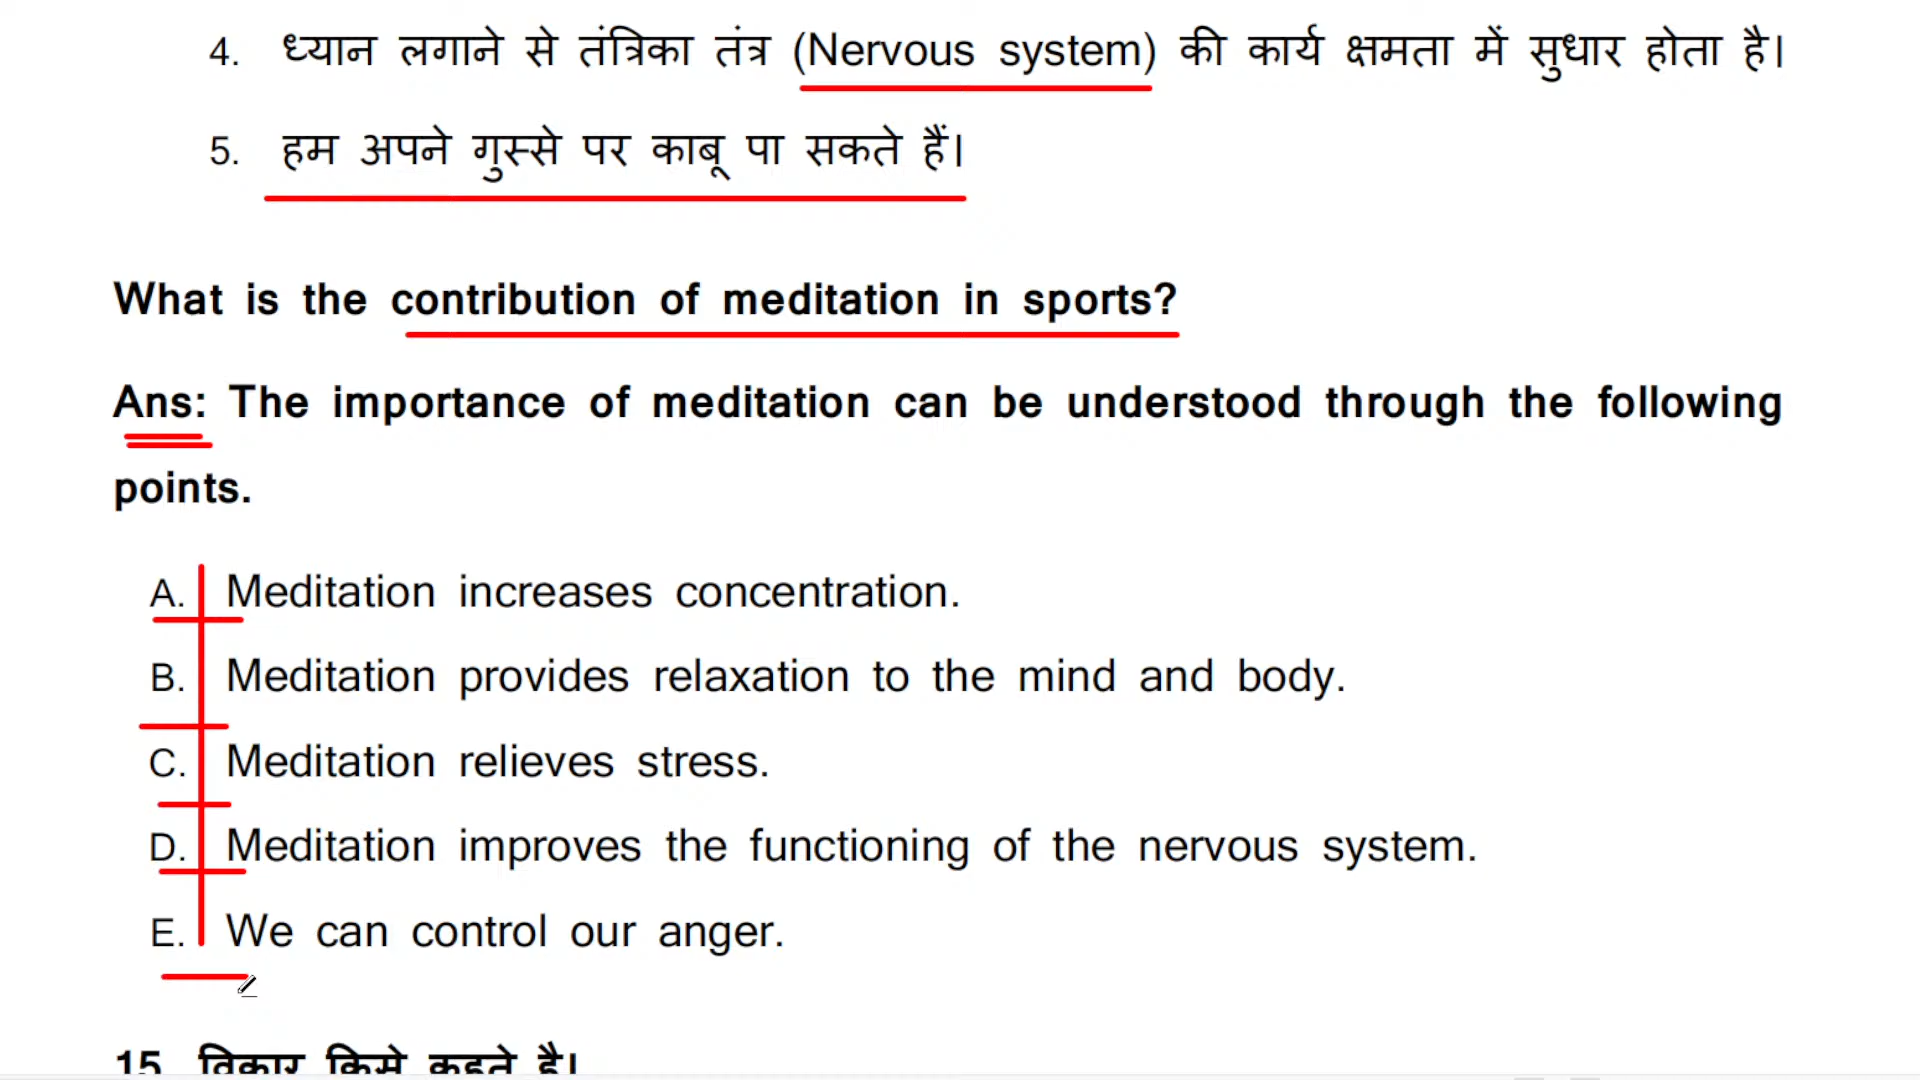 4. ध्यान लगाने से तंत्रिका तंत्र (Nervous system) की कार्य क्षमता में सुधार होता है।
5. हम अपने गुस्से पर काबू पा सकते हैं।
What is the contribution of meditation in sports?
Ans: The importance of meditation can be understood through the following
points.
A. Meditation increases concentration.
B. Meditation provides relaxation to the mind and body.
C. Meditation relieves stress.
D. Meditation improves the functioning of the nervous system.
E. We can control our anger.
15. विकार किसे कहते है।